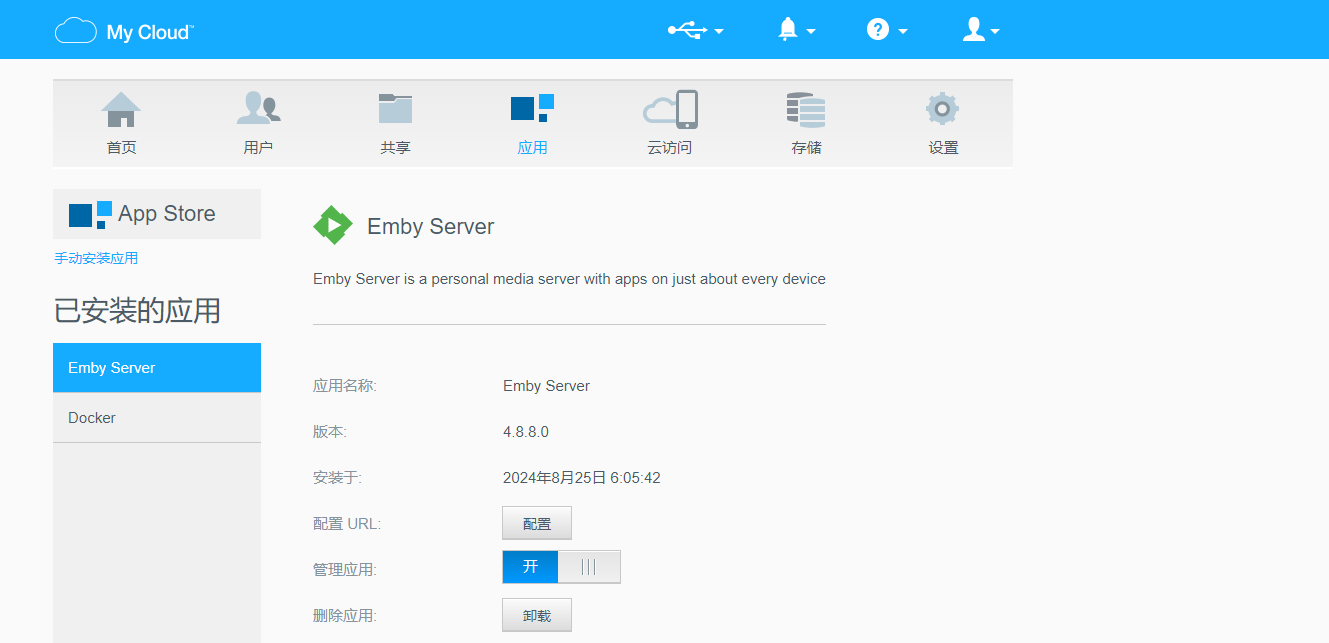 My Cloud™
首页 用户 共享 应用 云访问 存储 设置
App Store
手动安装应用
已安装的应用
Emby Server
Docker
Emby Server
Emby Server is a personal media server with apps on just about every device
应用名称: Emby Server
版本: 4.8.8.0
安装于: 2024年8月25日 6:05:42
配置 URL: 配置
管理应用: 开
删除应用: 卸载